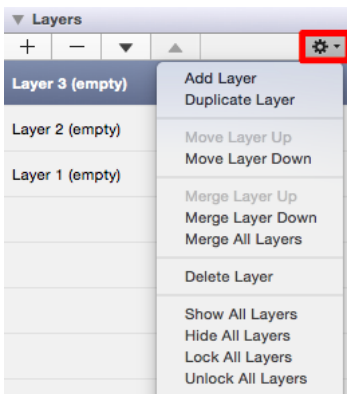 Layers
Layer 3 (empty)
Layer 2 (empty)
Layer 1 (empty)
Add Layer
Duplicate Layer
Move Layer Up
Move Layer Down
Merge Layer Up
Merge Layer Down
Merge All Layers
Delete Layer
Show All Layers
Hide All Layers
Lock All Layers
Unlock All Layers